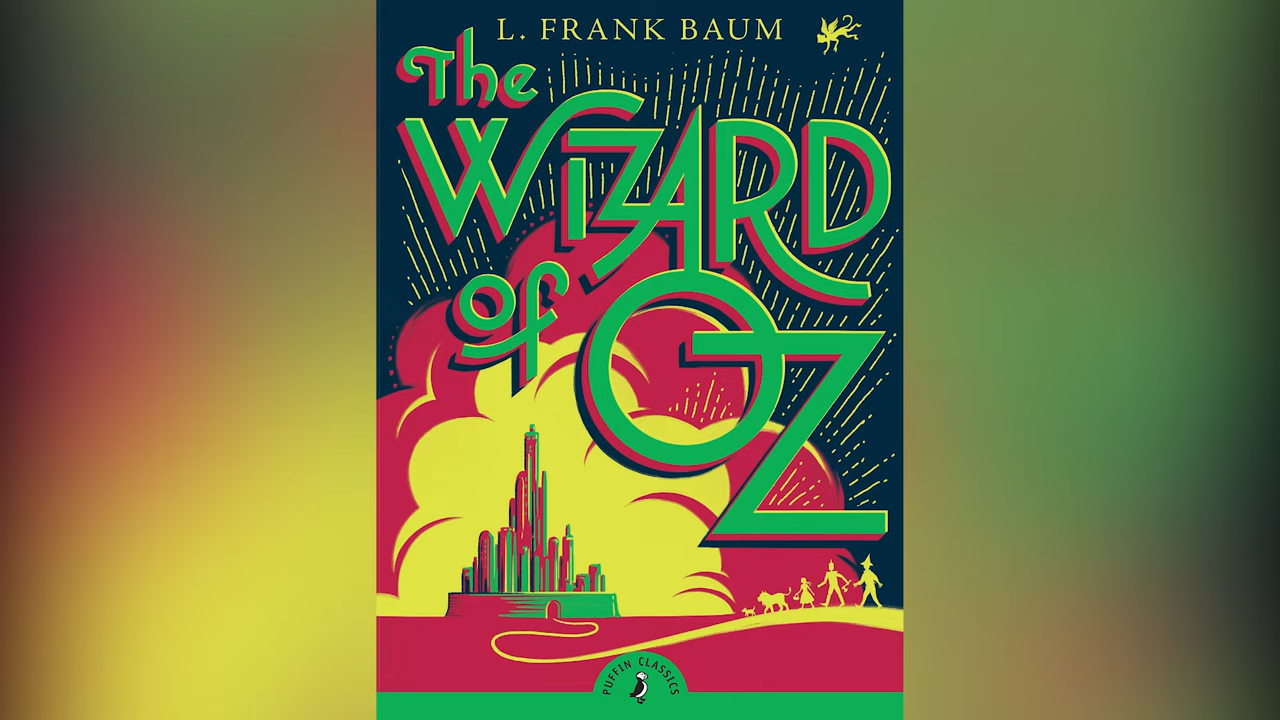 L. FRANK BAUM
The
WiZARD
of OZ
PUFFIN CLASSICS